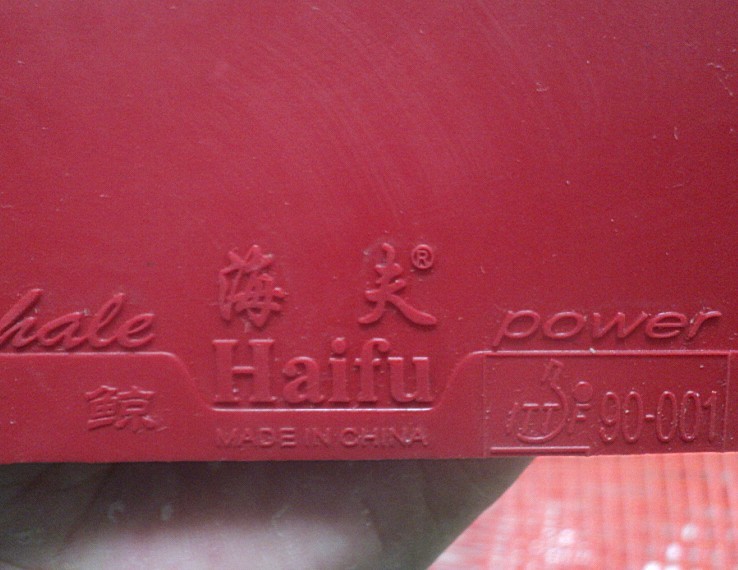 海夫®
hale Haifu power
鲸 MADE IN CHINA ITTF 90-001